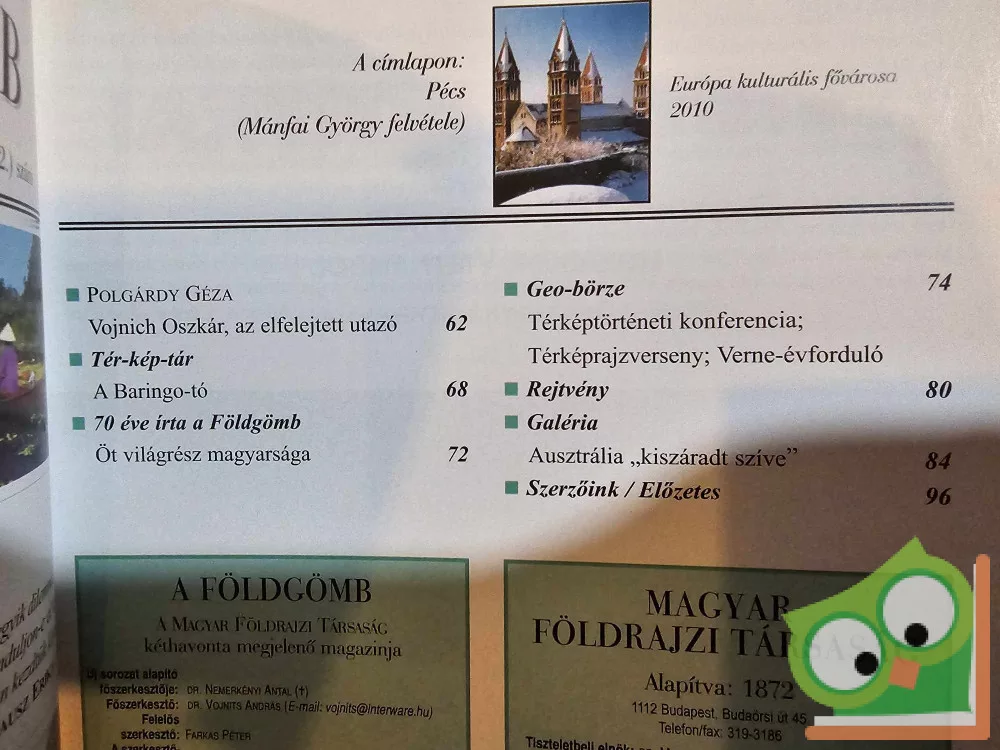 A címlapon:
Pécs
(Mánfai György felvétele)
Európa kulturális fővárosa
2010
POLGÁRDY GÉZA
Vojnich Oszkár, az elfelejtett utazó 62
Tér-kép-tár
A Baringo-tó 68
70 éve írta a Földgömb
Öt világrész magyarsága 72
Geo-börze 74
Térképtörténeti konferencia;
Térképrajzverseny; Verne-évforduló
Rejtvény 80
Galéria
Ausztrália „kiszáradt szíve” 84
Szerzőink / Előzetes 96
A FÖLDGÖMB
A MAGYAR FÖLDRAJZI TÁRSASÁG
kéthavonta megjelenő magazinja
Új sorozat alapító
főszerkesztője: DR. NEMERKÉNYI ANTAL (†)
Főszerkesztő: DR. VOJNITS ANDRÁS (E-mail: vojnits@interware.hu)
Felelős
szerkesztő: FARKAS PÉTER
MAGYAR
FÖLDRAJZI TÁRSASÁG
Alapítva: 1872
1112 Budapest, Budaörsi út 45.
Telefon/fax: 319-3186
Tiszteletbeli elnök: